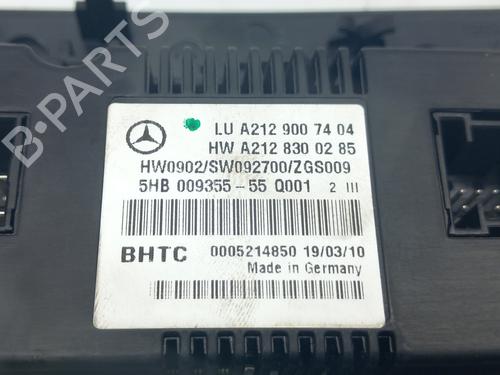 LU A212 900 74 04
HW A212 830 02 85
HW0902/SW092700/ZGS009
5HB 009355-55 Q001 2 III
BHTC 0005214850 19/03/10
Made in Germany
B-PARTS